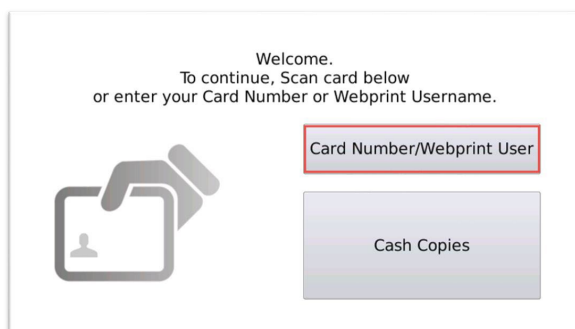 Welcome.
To continue, Scan card below
or enter your Card Number or Webprint Username.
Card Number/Webprint User
Cash Copies